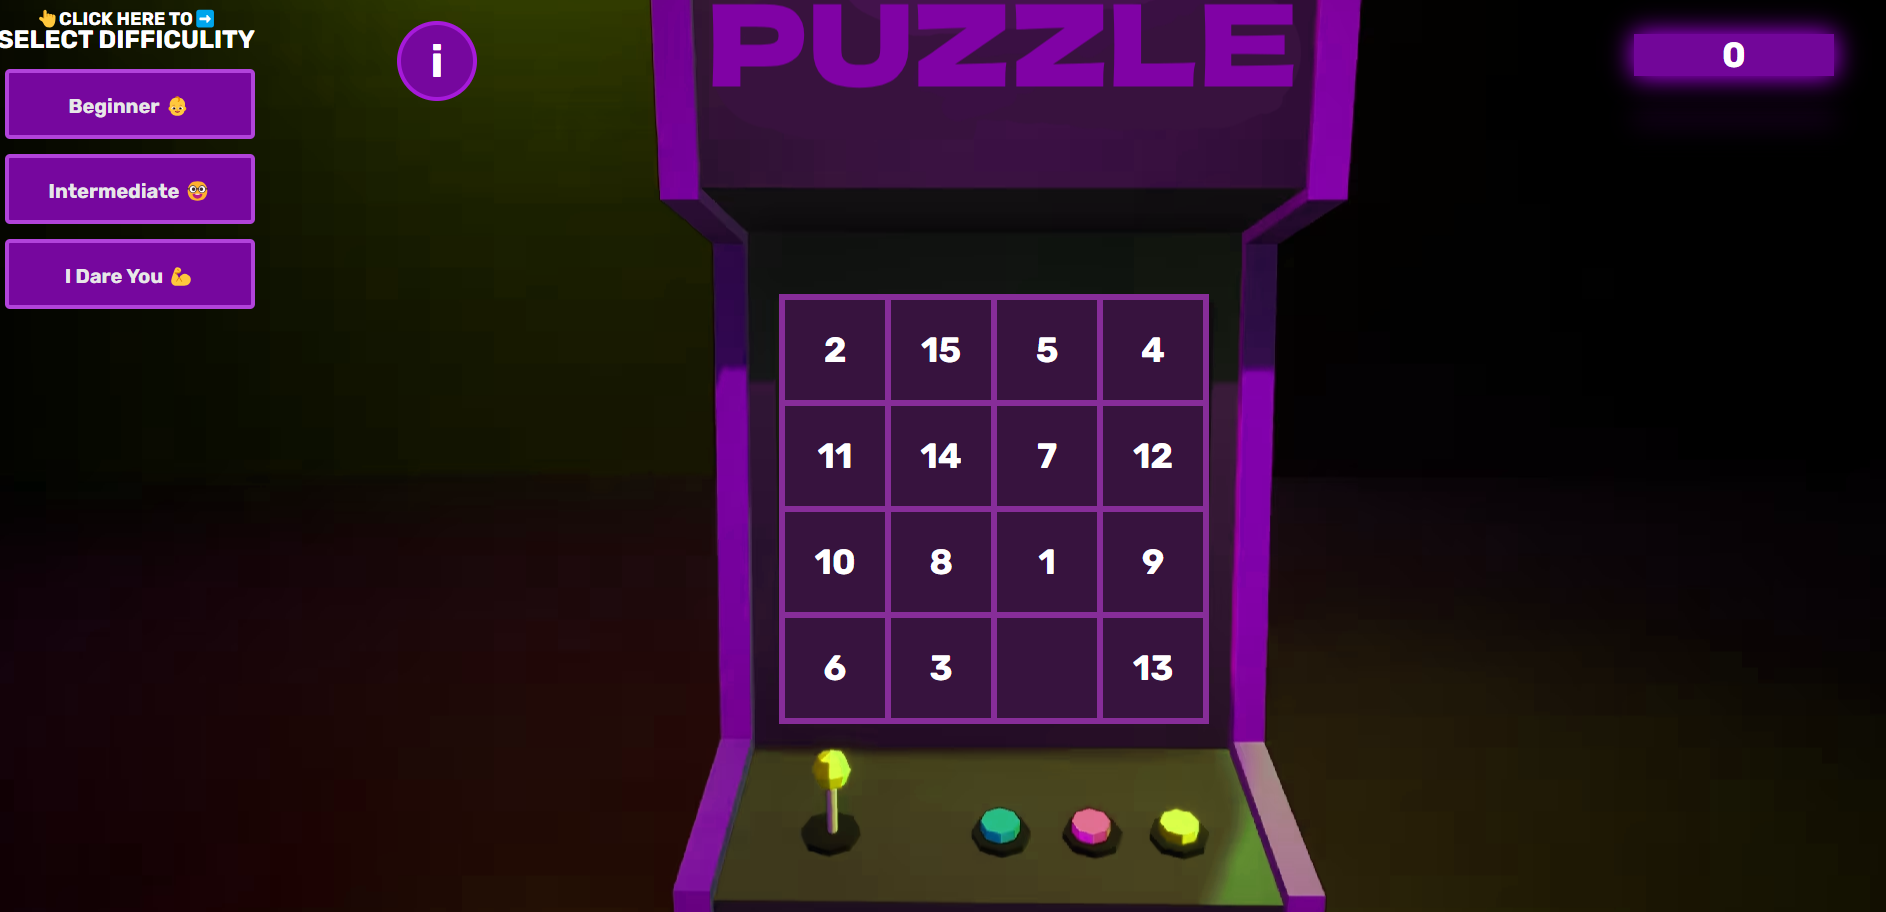 👆CLICK HERE TO➡️
SELECT DIFFICULITY
Beginner 👶
Intermediate 🤓
I Dare You 💪
i
PUZZLE
0
2 15 5 4
11 14 7 12
10 8 1 9
6 3 13